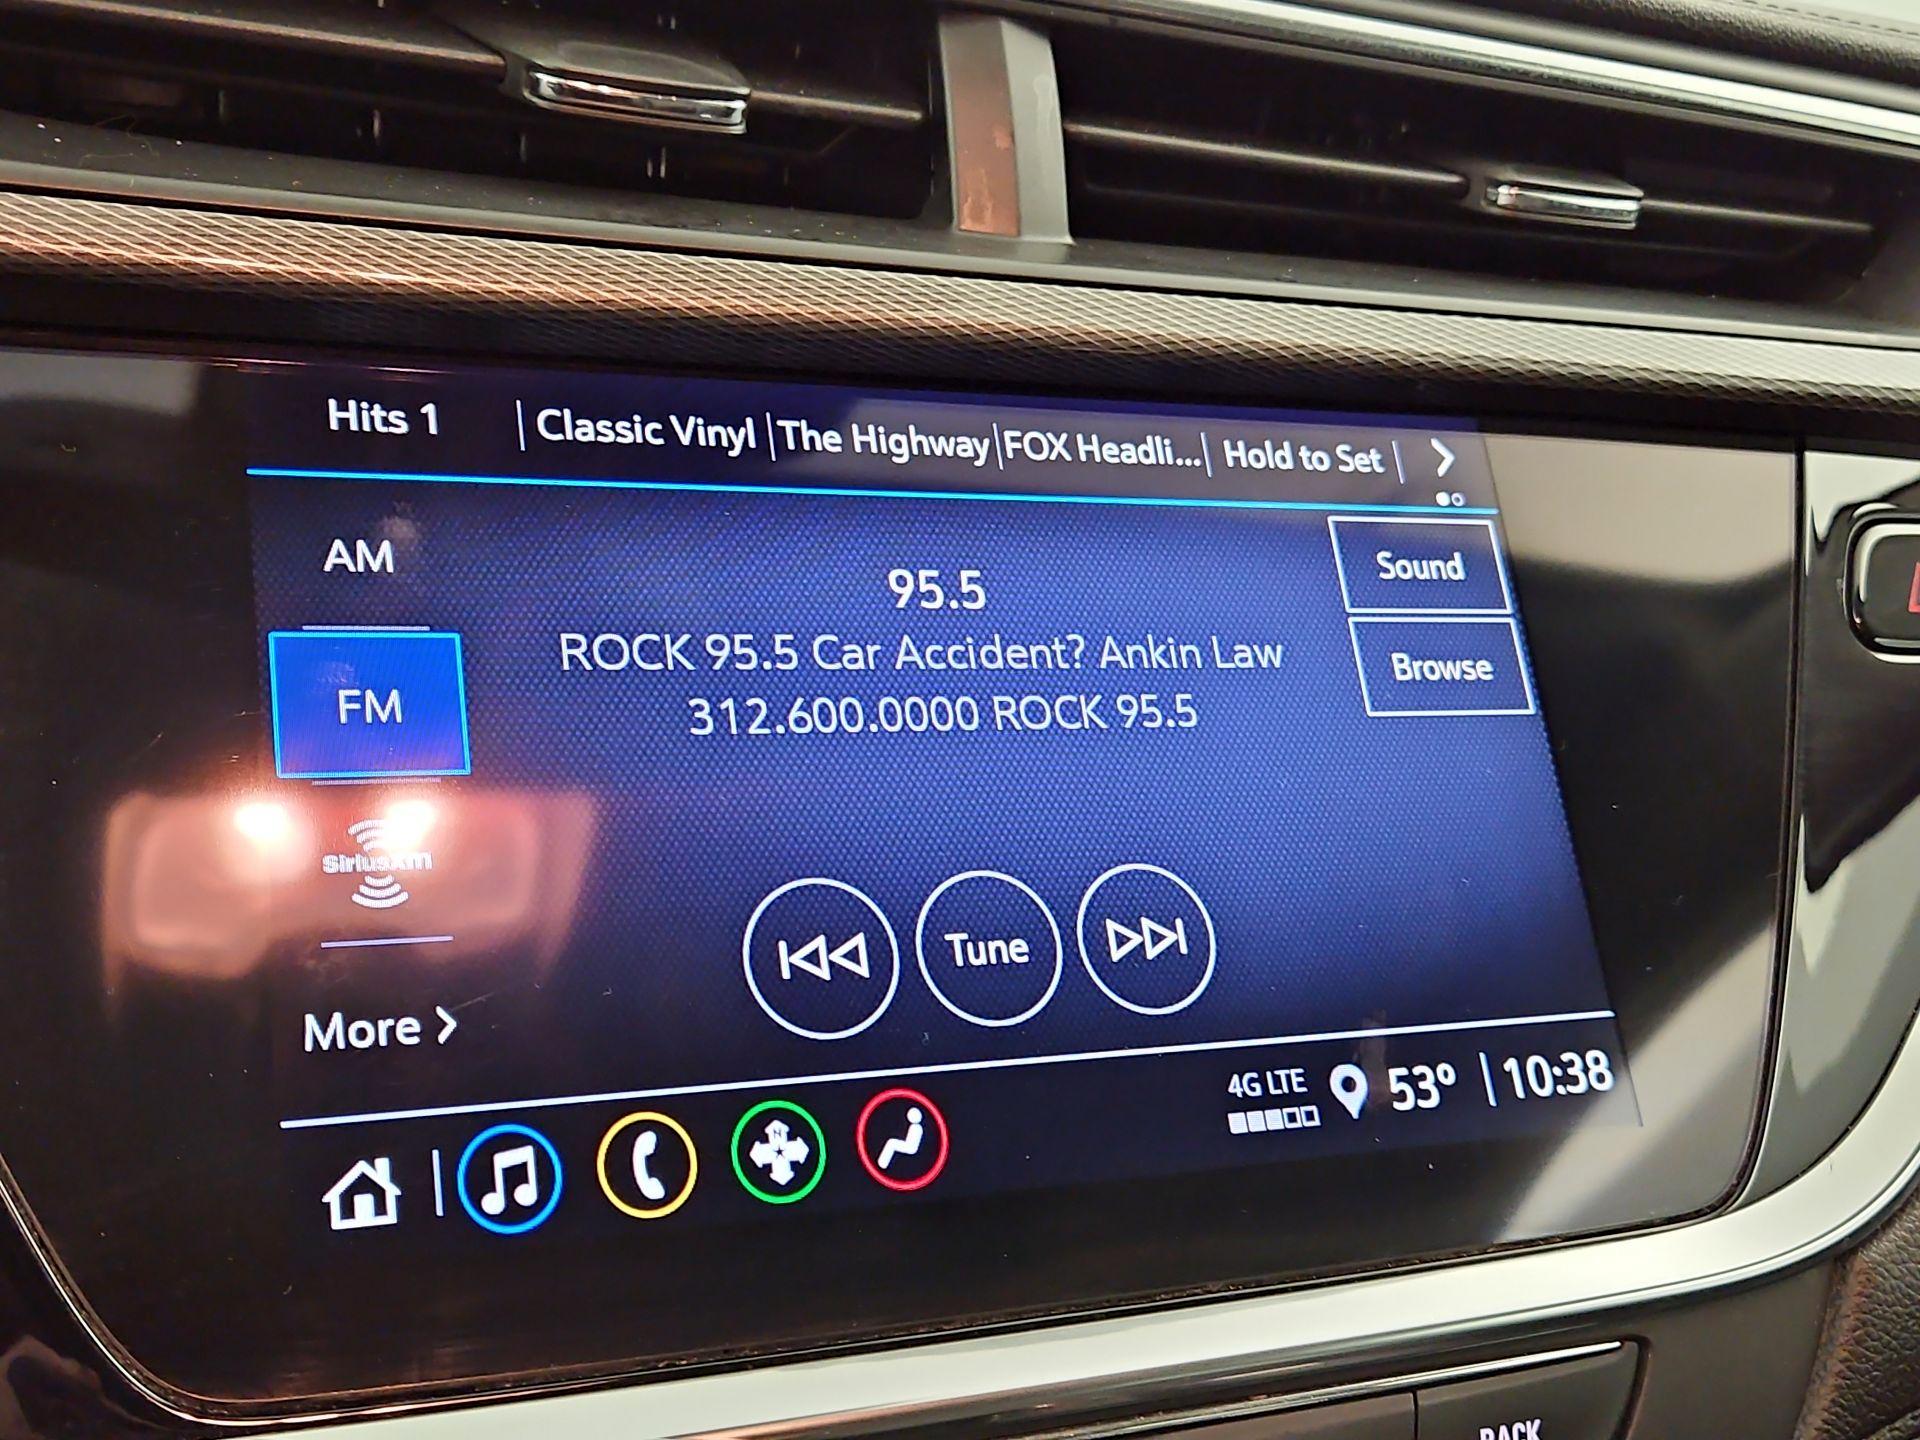 Hits 1 | Classic Vinyl | The Highway | FOX Headli... | Hold to Set |
AM
Sound
95.5
ROCK 95.5 Car Accident? Ankin Law
Browse
FM
312.600.0000 ROCK 95.5
SiriusXM
Tune
More
4G LTE
53° | 10:38
N
BACK